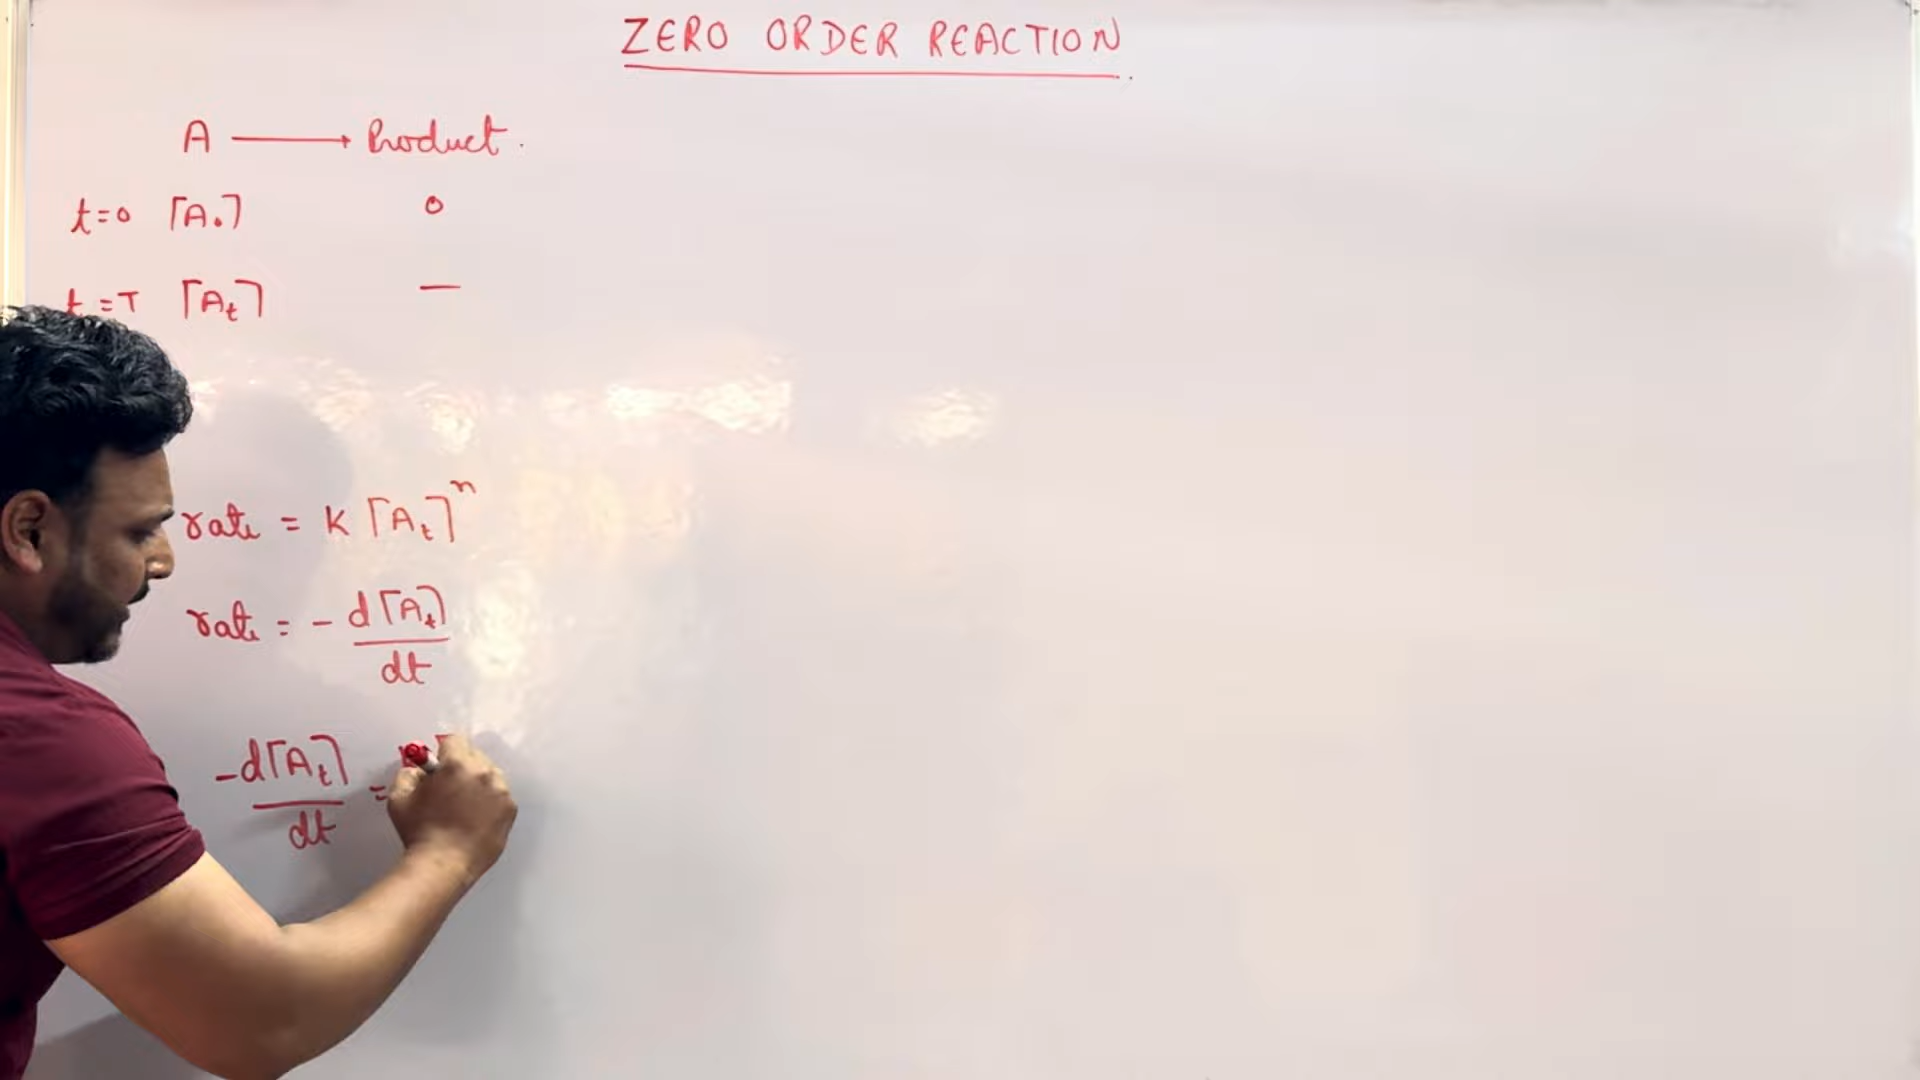 ZERO ORDER REACTION
A → Product.
t=0 [A₀] 0
t=T [Aₜ] —
rate = K [Aₜ]ⁿ
rate = - d[Aₜ]/dt
-d[Aₜ]/dt =